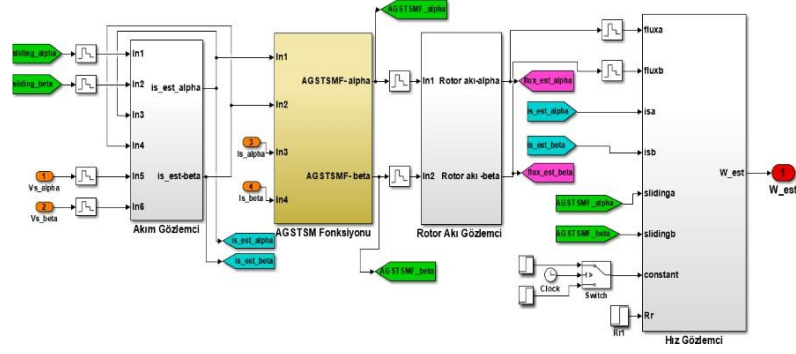 AGSTSMF_alpha
sliding_alpha
sliding_beta
In1
In2
In3
In4
In5
In6
is_est_alpha
is_est-beta
Akım Gözlemci
1
Vs_alpha
2
Vs_beta
is_est_alpha
is_est_beta
In1
In2
In3
In4
3
Is_alpha
4
Is_beta
AGSTSMF-alpha
AGSTSMF-beta
AGSTSM Fonksiyonu
AGSTSMF_beta
In1
In2
Rotor akı-alpha
Rotor akı -beta
Rotor Akı Gözlemci
flux_est_alpha
is_est_alpha
is_est_beta
flux_est_beta
AGSTSMF_alpha
AGSTSMF_beta
Clock
Switch
Rr1
fluxa
fluxb
isa
isb
slidinga
slidingb
constant
Rr
W_est
Hız Gözlemci
1
W_est